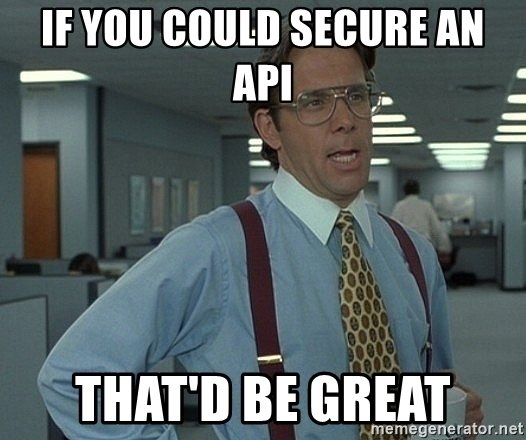 IF YOU COULD SECURE AN
API
THAT'D BE GREAT
memegenerator.net